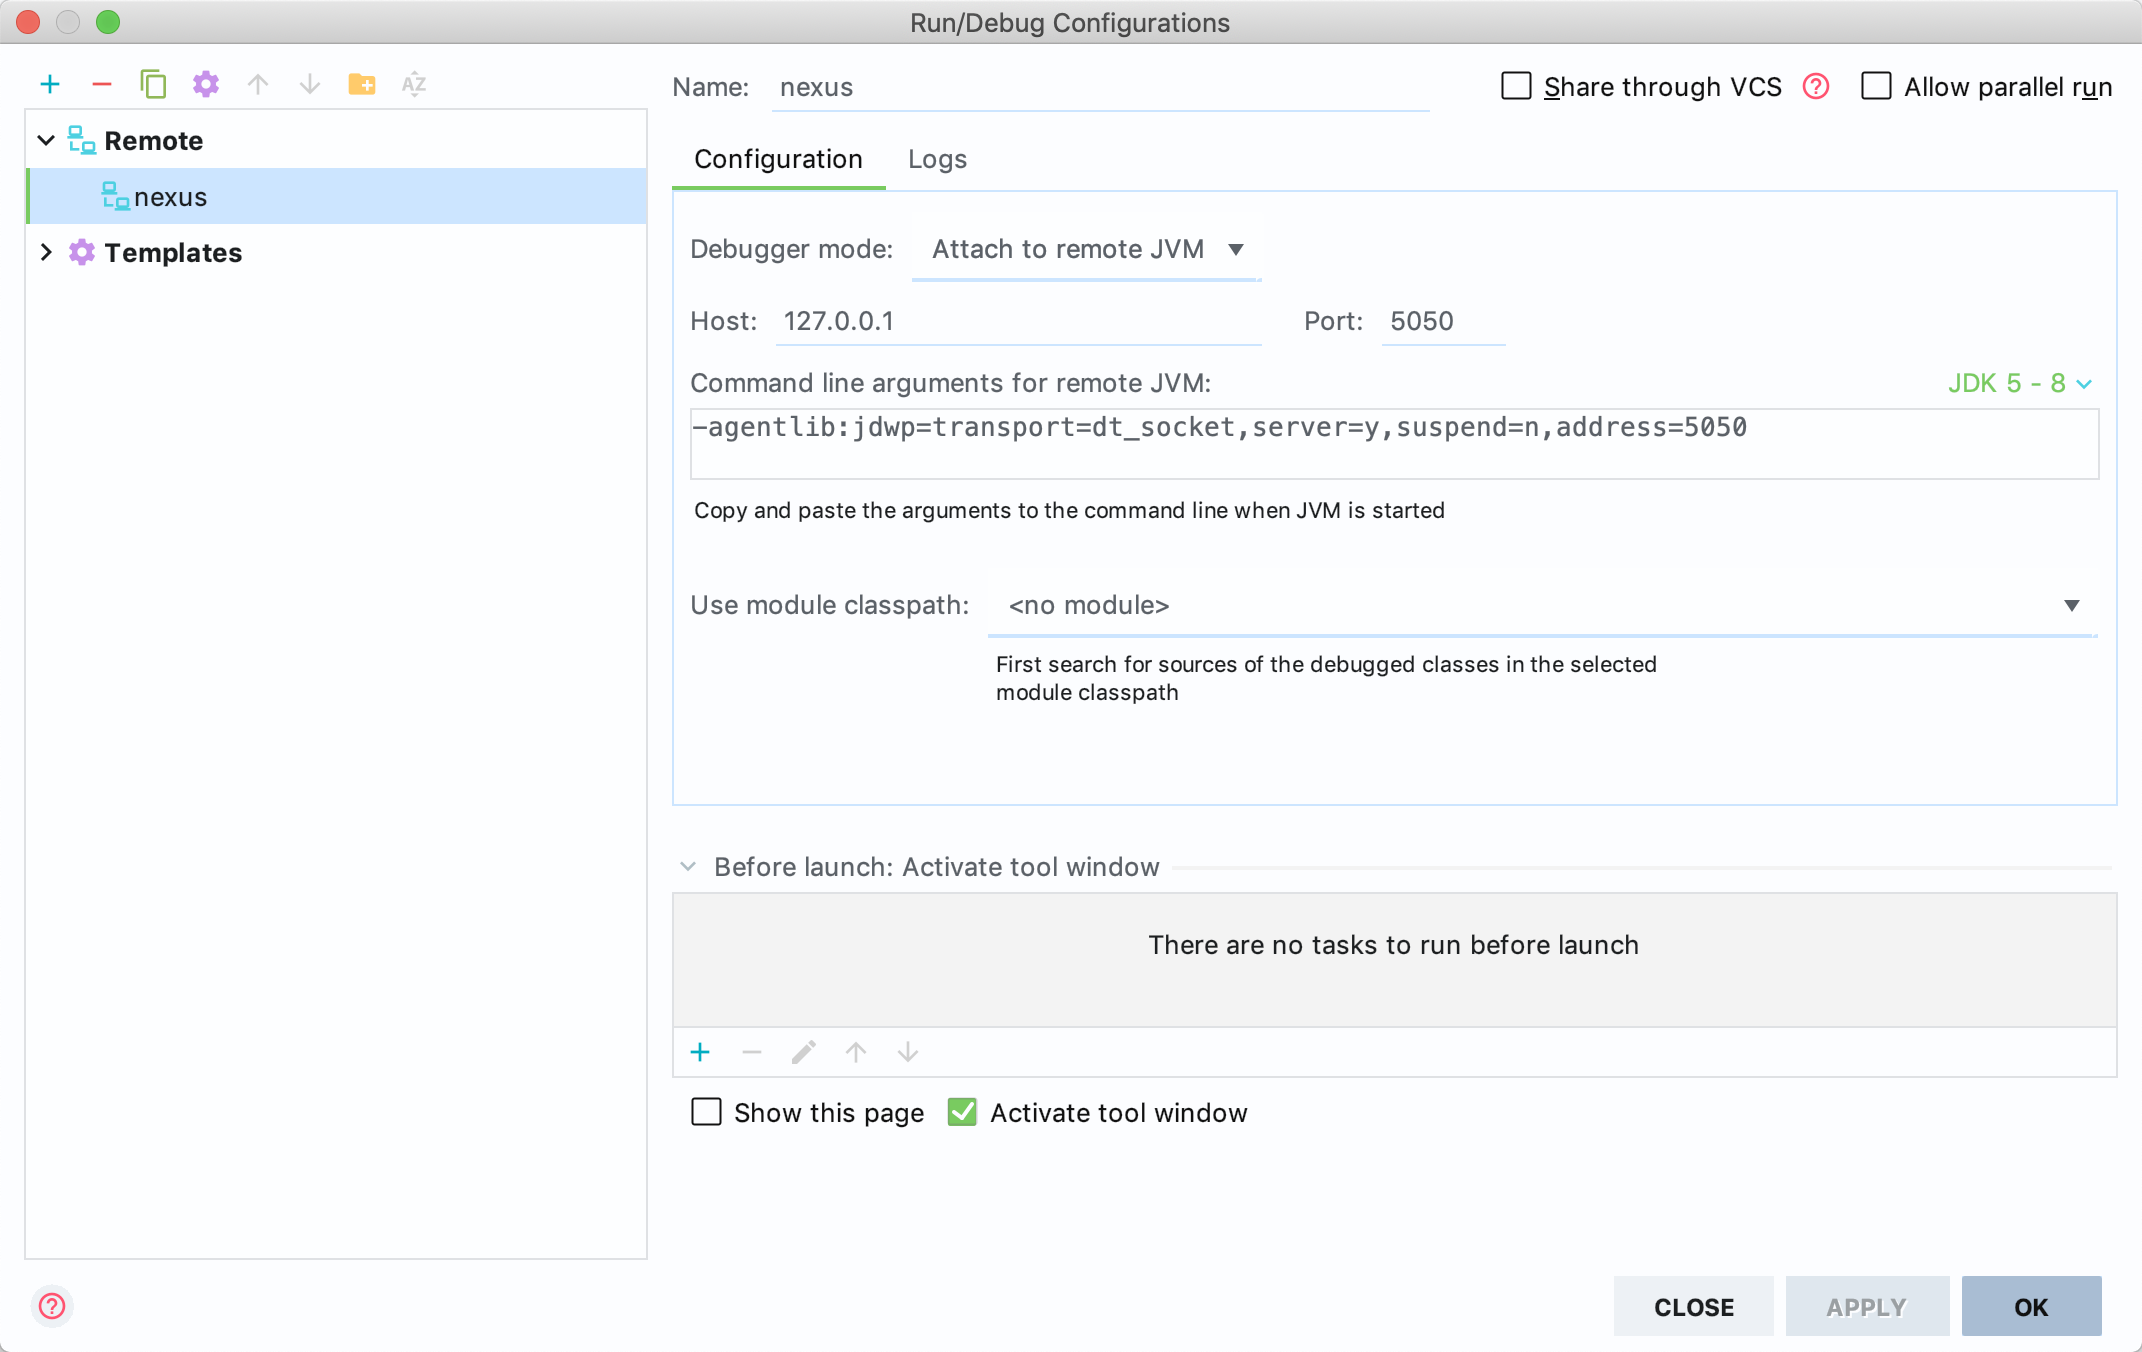 Run/Debug Configurations
Name: nexus
Share through VCS
Allow parallel run
Remote
nexus
Templates
Configuration Logs
Debugger mode: Attach to remote JVM
Host: 127.0.0.1 Port: 5050
Command line arguments for remote JVM: JDK 5 - 8
-agentlib:jdwp=transport=dt_socket,server=y,suspend=n,address=5050
Copy and paste the arguments to the command line when JVM is started
Use module classpath: <no module>
First search for sources of the debugged classes in the selected
module classpath
Before launch: Activate tool window
There are no tasks to run before launch
Show this page Activate tool window
CLOSE APPLY OK